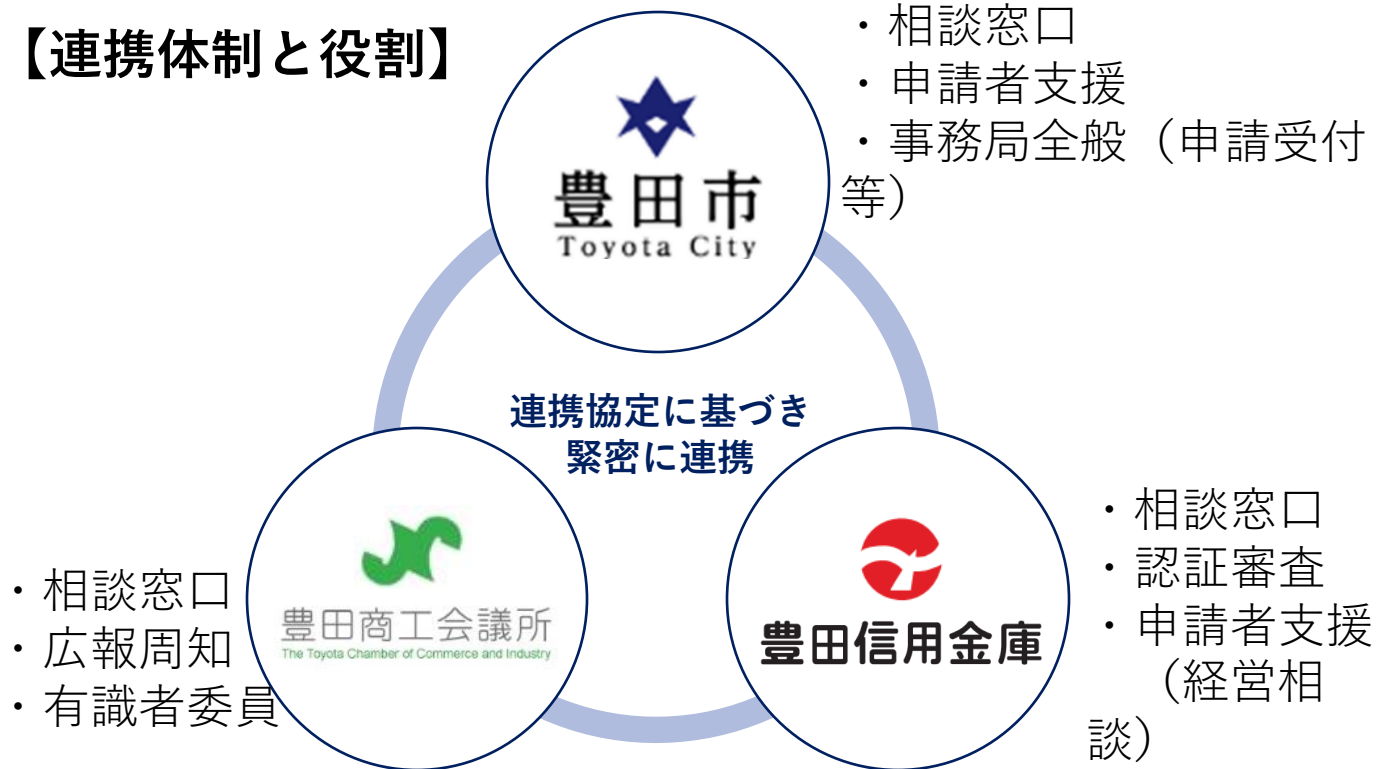 【連携体制と役割】
・相談窓口
・申請者支援
・事務局全般（申請受付
等）
豊田市
Toyota City
連携協定に基づき
緊密に連携
・相談窓口
・広報周知
・有識者委員
豊田商工会議所
The Toyota Chamber of Commerce and Industry
豊田信用金庫
・相談窓口
・認証審査
・申請者支援
（経営相
談）